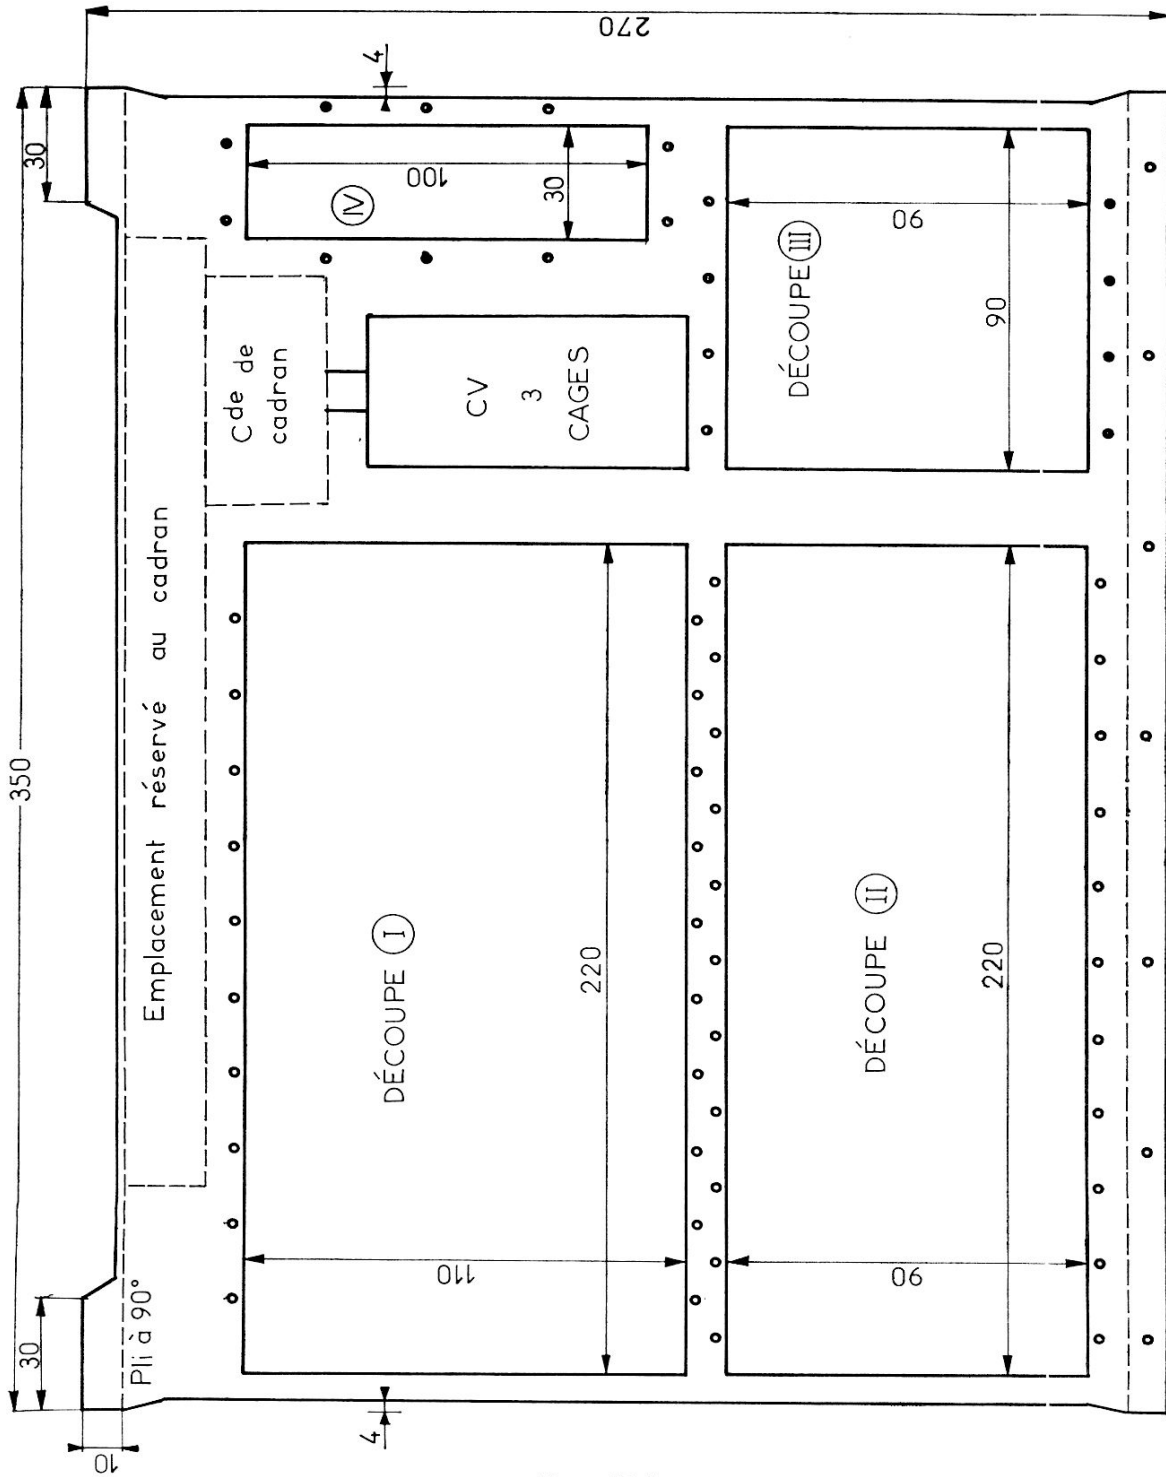 350
30
30
10
270
4
4
Pli à 90°
Emplacement réservé au cadran
Cde de
cadran
CV
3
CAGES
IV
100
30
DÉCOUPE I
220
110
DÉCOUPE II
220
90
DÉCOUPE III
90
90